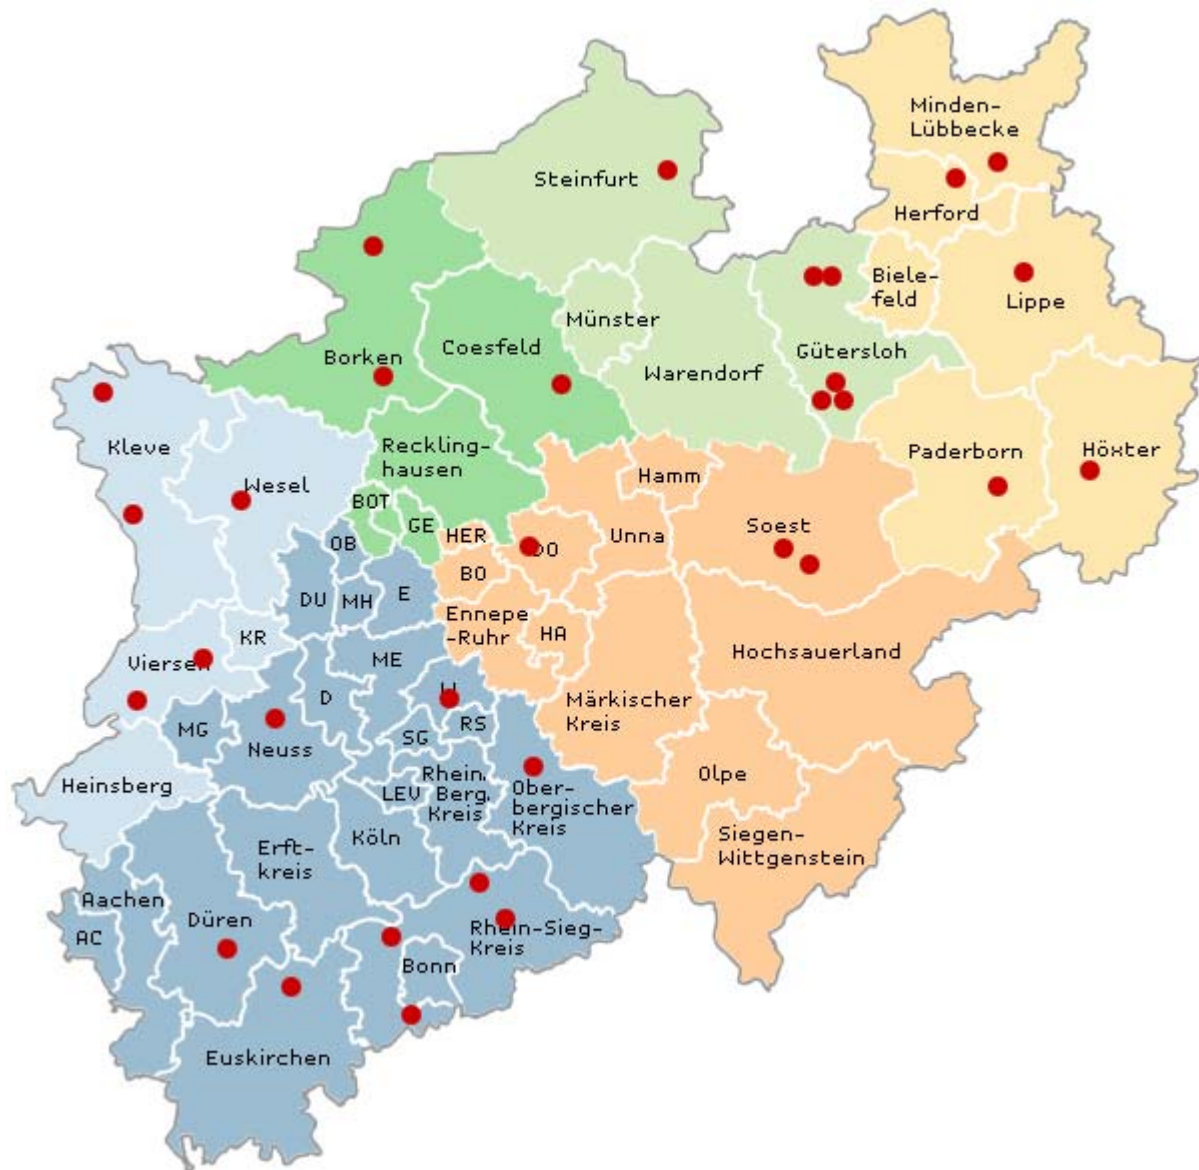 Minden-
Lübbecke
Steinfurt
Herford
Biele-
feld
Lippe
Münster
Coesfeld
Borken
Gütersloh
Warendorf
Kleve
Reckling-
hausen
Paderborn
Höxter
Wesel
Hamm
BOT
GE
Soest
HER
Unna
OB
DO
BO
E
DU
MH
Ennepe
-Ruhr
HA
KR
Viersen
ME
Hochsauerland
D
Märkischer
Kreis
MG
Neuss
SG
RS
Olpe
Heinsberg
Rhein.
Berg.
Kreis
LEV
Ober-
bergischer
Kreis
Köln
Siegen-
Wittgenstein
Erft-
kreis
Aachen
Düren
AC
Rhein-Sieg-
Kreis
Bonn
Euskirchen